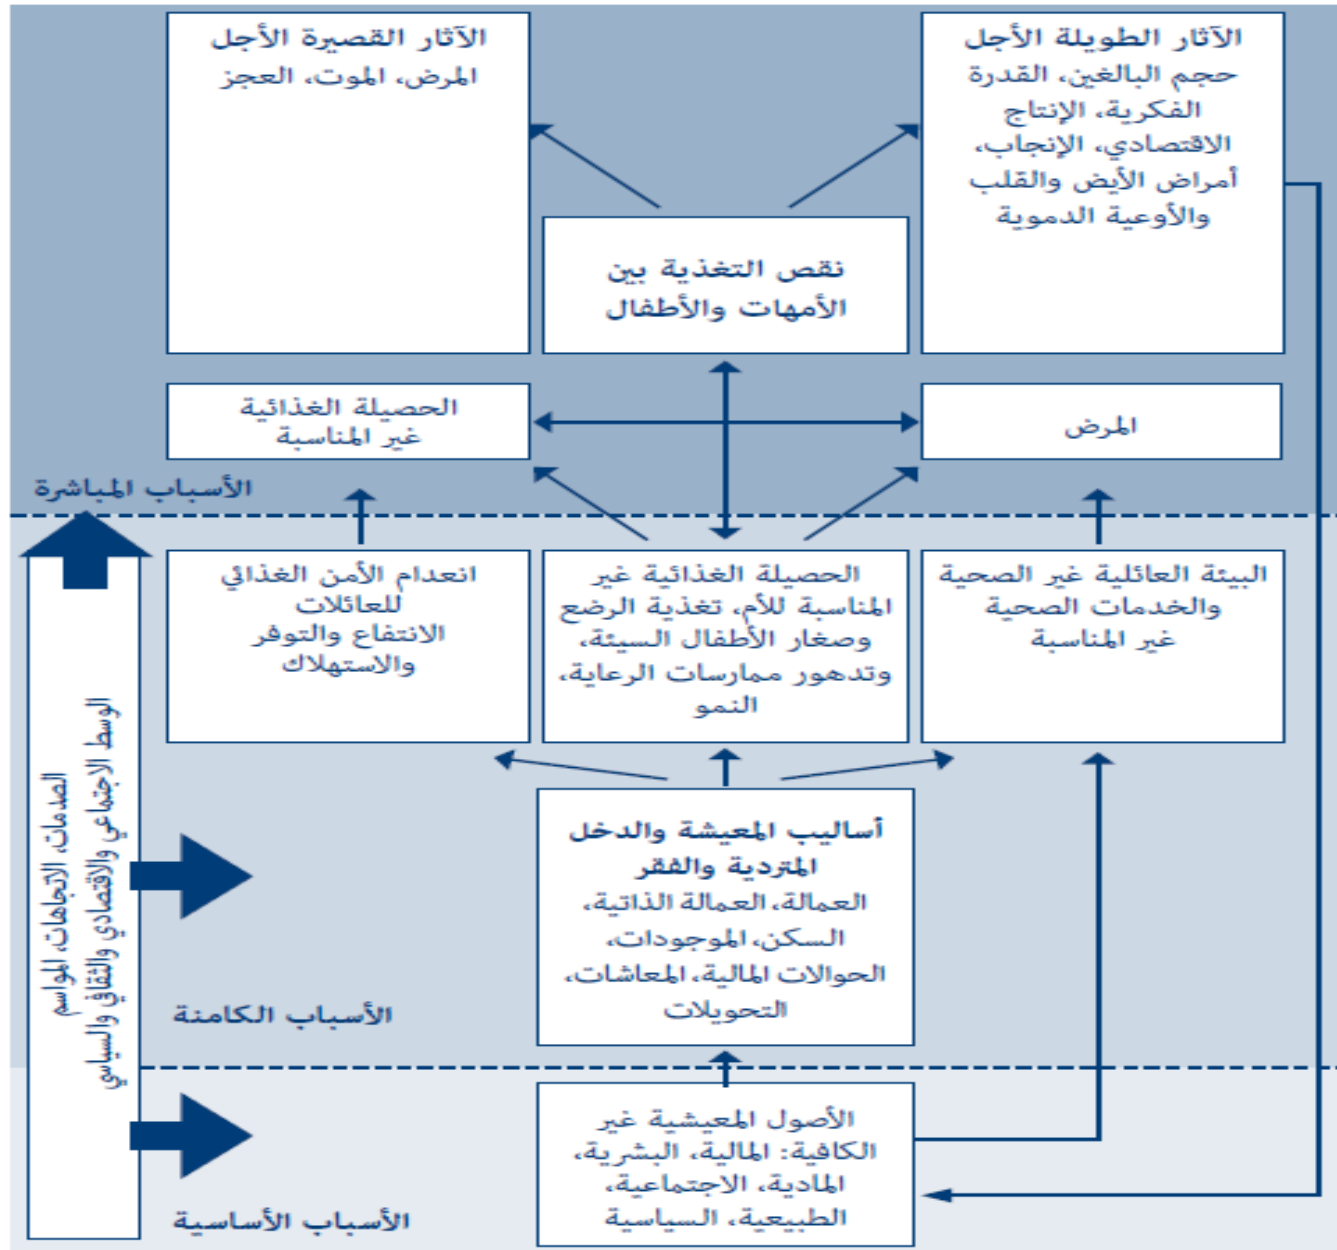 الآثار الطويلة الأجل
حجم البالغين، القدرة
الفكرية، الإنتاج
الاقتصادي، الإنجاب،
أمراض الأيض والقلب
والأوعية الدموية
الآثار القصيرة الأجل
المرض، الموت، العجز
نقص التغذية بين
الأمهات والأطفال
المرض
الحصيلة الغذائية
غير المناسبة
الأسباب المباشرة
البيئة العائلية غير الصحية
والخدمات الصحية
غير المناسبة
الحصيلة الغذائية غير
المناسبة للأم، تغذية الرضع
وصغار الأطفال السيئة،
وتدهور ممارسات الرعاية،
النمو
انعدام الأمن الغذائي
للعائلات
الانتفاع والتوفر
والاستهلاك
أساليب المعيشة والدخل
المتردية والفقر
العمالة، العمالة الذاتية،
السكن، الموجودات،
الحوالات المالية، المعاشات،
التحويلات
الأسباب الكامنة
الصدمات، الاتجاهات، المواسم
الوسط الاجتماعي والاقتصادي والثقافي والسياسي
الأصول المعيشية غير
الكافية: المالية، البشرية،
المادية، الاجتماعية،
الطبيعية، السياسية
الأسباب الأساسية